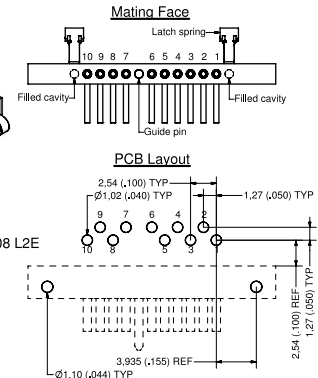 Mating Face
Latch spring
10 9 8 7 6 5 4 3 2 1
Filled cavity
Filled cavity
Guide pin
PCB Layout
2,54 (.100) TYP
Ø1,02 (.040) TYP
1,27 (.050) TYP
9 7 6 4 2
08 L2E
10 8 5 3 1
2,54 (.100) REF
1,27 (.050) TYP
3,935 (.155) REF
Ø1,10 (.044) TYP